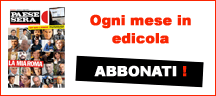 PAESE
SERA
LA MIA ROMA
Ogni mese in
edicola
ABBONATI !